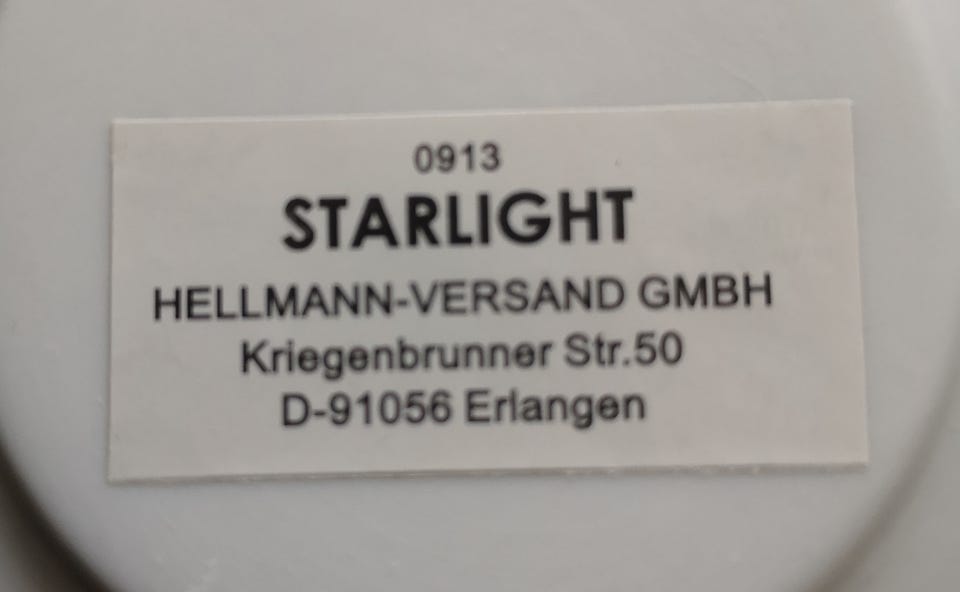 0913
STARLIGHT
HELLMANN-VERSAND GMBH
Kriegenbrunner Str.50
D-91056 Erlangen